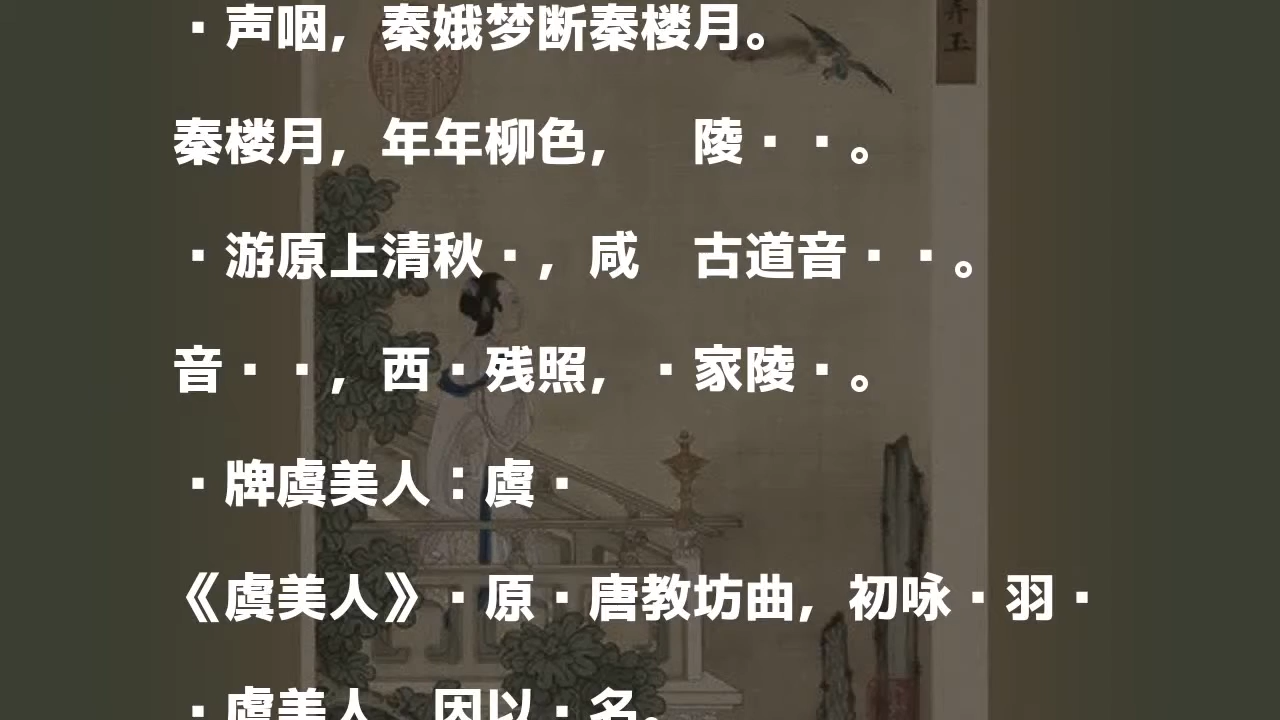 ·声咽，秦娥梦断秦楼月。
秦楼月，年年柳色，　陵··。
·游原上清秋·，咸　古道音··。
音··，西·残照，·家陵·。
·牌虞美人：虞·
《虞美人》·原·唐教坊曲，初咏·羽·
·虞美人　因以·名。
弄玉